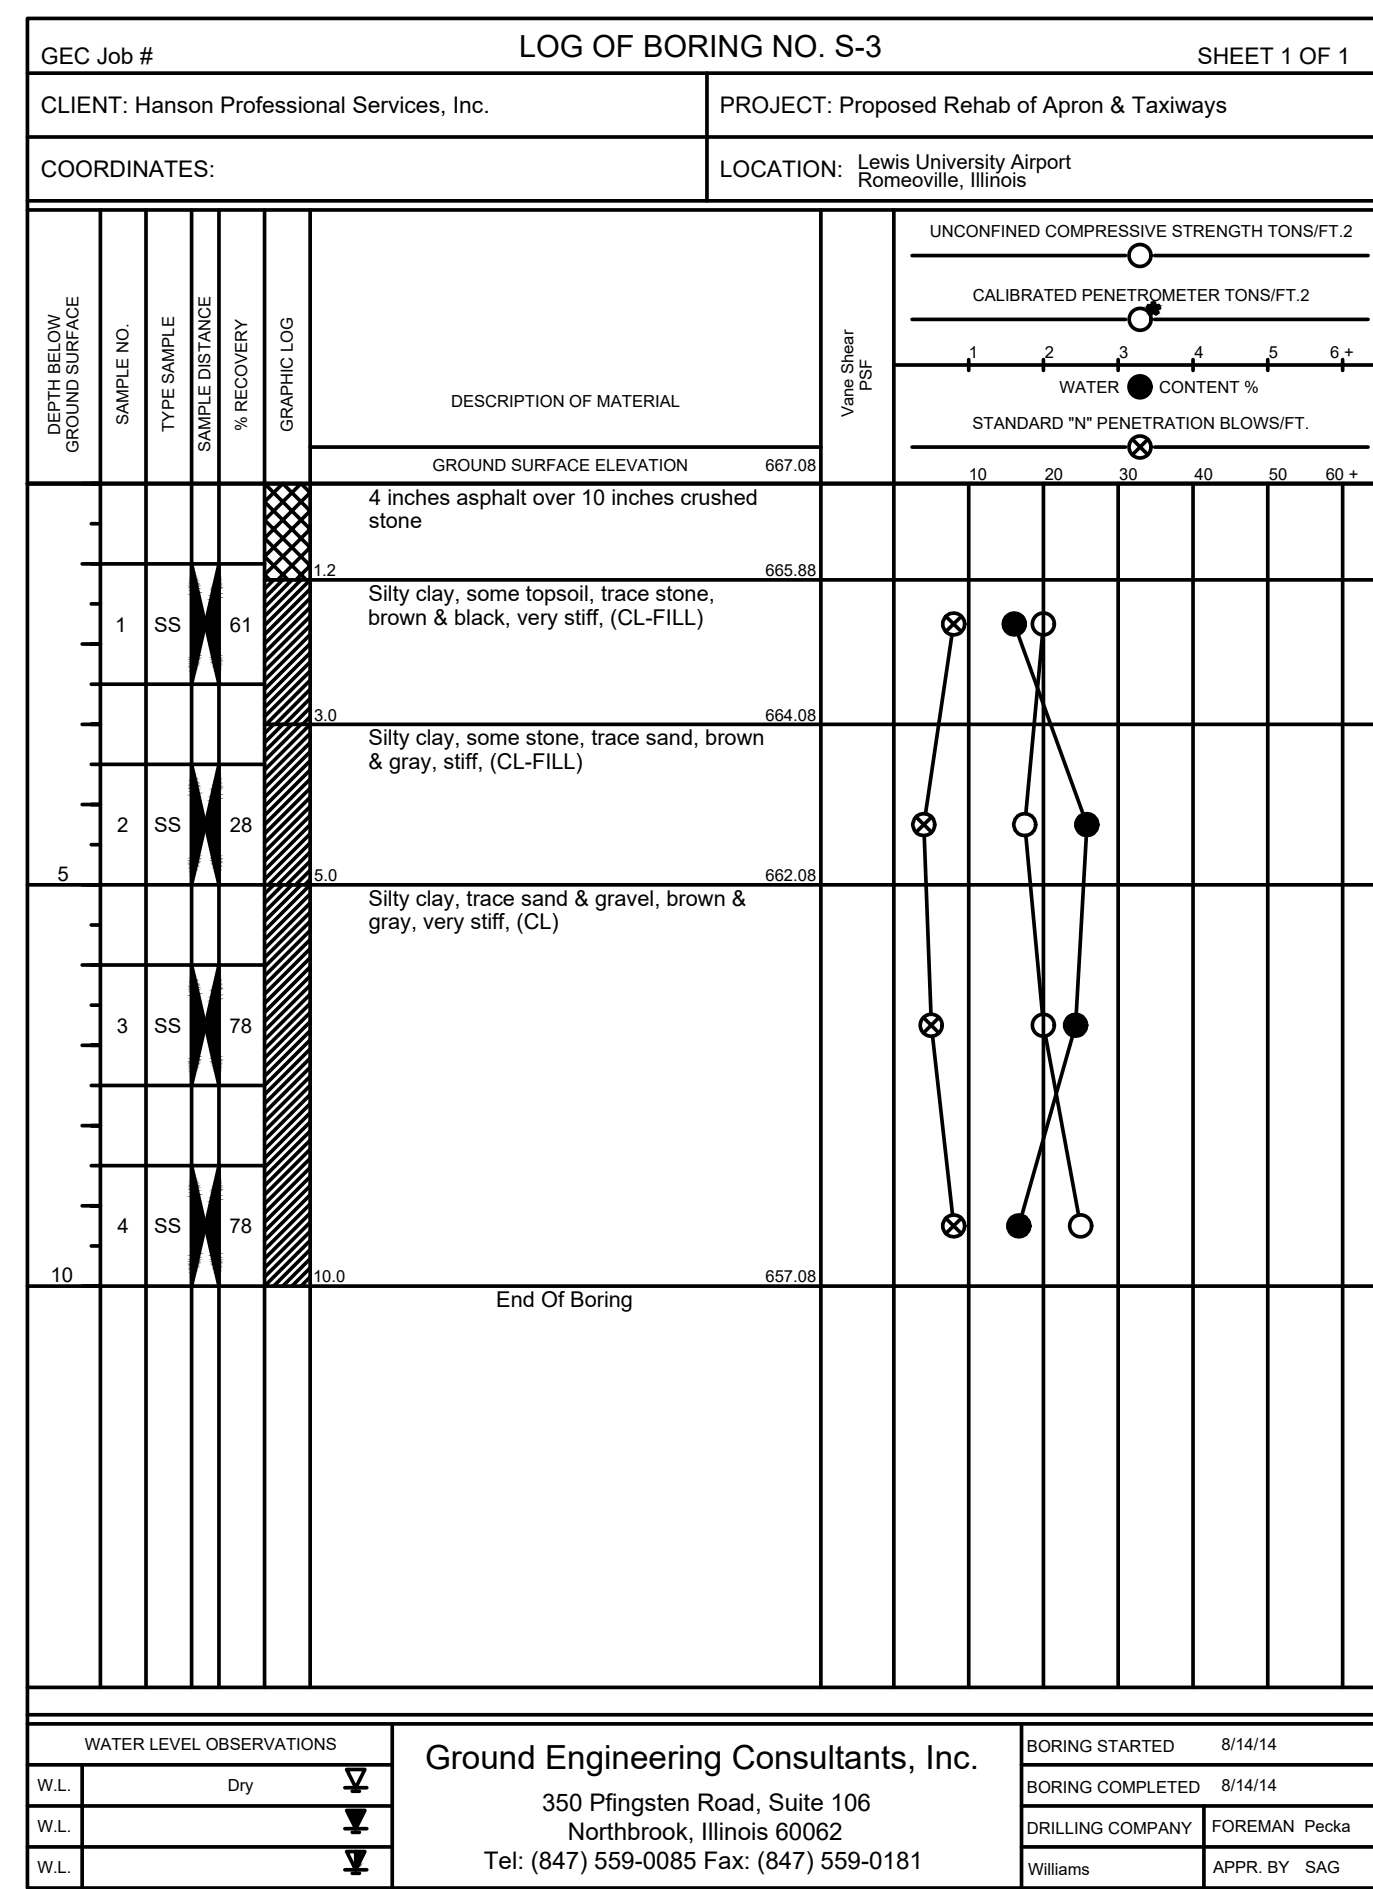 GEC Job #
LOG OF BORING NO. S-3
SHEET 1 OF 1
CLIENT: Hanson Professional Services, Inc.
PROJECT: Proposed Rehab of Apron & Taxiways
COORDINATES:
LOCATION: Lewis University Airport
Romeoville, Illinois
DEPTH BELOW
GROUND SURFACE
SAMPLE NO.
TYPE SAMPLE
SAMPLE DISTANCE
% RECOVERY
GRAPHIC LOG
DESCRIPTION OF MATERIAL
GROUND SURFACE ELEVATION 667.08
Vane Shear
PSF
UNCONFINED COMPRESSIVE STRENGTH TONS/FT.2
CALIBRATED PENETROMETER TONS/FT.2
1 2 3 4 5 6 +
WATER CONTENT %
STANDARD "N" PENETRATION BLOWS/FT.
10 20 30 40 50 60 +
4 inches asphalt over 10 inches crushed
stone
1.2 665.88
Silty clay, some topsoil, trace stone,
brown & black, very stiff, (CL-FILL)
1 SS 61
3.0 664.08
Silty clay, some stone, trace sand, brown
& gray, stiff, (CL-FILL)
2 SS 28
5 5.0 662.08
Silty clay, trace sand & gravel, brown &
gray, very stiff, (CL)
3 SS 78
4 SS 78
10 10.0 657.08
End Of Boring
WATER LEVEL OBSERVATIONS
W.L. Dry
W.L.
W.L.
Ground Engineering Consultants, Inc.
350 Pfingsten Road, Suite 106
Northbrook, Illinois 60062
Tel: (847) 559-0085 Fax: (847) 559-0181
BORING STARTED 8/14/14
BORING COMPLETED 8/14/14
DRILLING COMPANY FOREMAN Pecka
Williams APPR. BY SAG